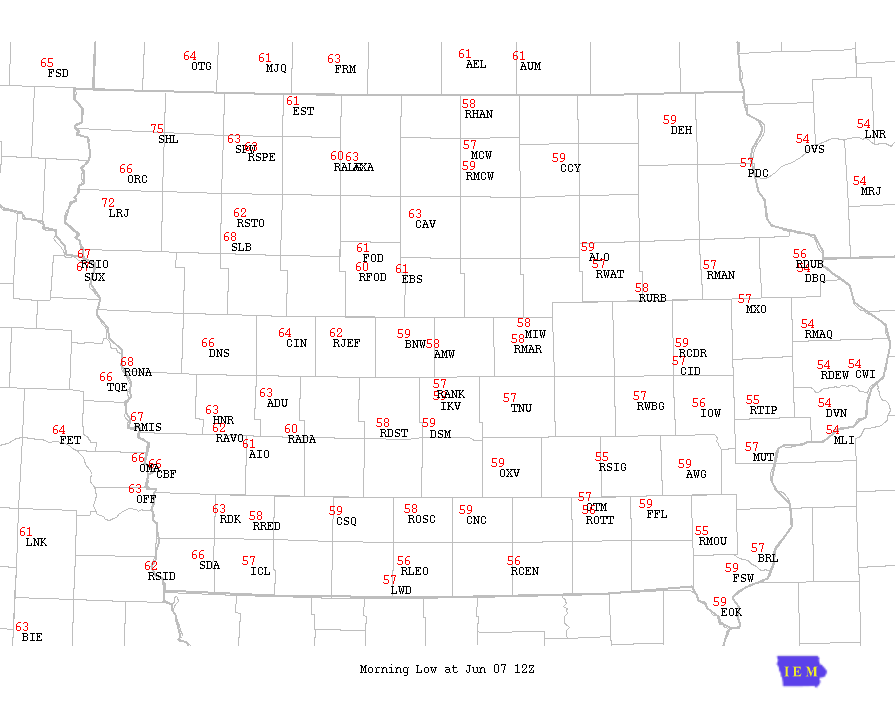 65 FSD
64 OTG
61 MJQ
63 FRM
61 AEL
61 AUM
61 EST
58 RHAN
59 DEH
54 LNR
75 SHL
63 SPW
63 RSPE
60 RALG
63 AXA
57 MCW
59 RMCW
59 CCY
57 PDC
54 OVS
66 ORC
54 MRJ
72 LRJ
62 RSTO
63 CAV
68 SLB
67 RSIO
67 SUX
61 FOD
60 RFOD
61 EBS
59 ALO
57 RWAT
57 RMAN
56 RDUB
54 DBQ
58 RURB
57 MXO
66 DNS
64 CIN
62 RJEF
59 BNW
58 AMW
58 MIW
58 RMAR
59 RCDR
57 CID
54 RMAQ
68 RONA
66 TQE
54 RDEW
54 CWI
63 ADU
57 RANK
IKV
57 TNU
57 RWBG
56 IOW
55 RTIP
54 DVN
67 RMIS
63 HNR
62 RAVO
60 RADA
58 RDST
59 DSM
54 MLI
64 FET
61 AIO
57 MUT
66 OMA
66 CBF
59 OXV
55 RSIG
59 AWG
63 OFF
63 RDK
58 RRED
59 CSQ
58 ROSC
59 CNC
57 OTM
56 ROTT
59 FFL
61 LNK
55 RMOU
57 BRL
62 RSID
66 SDA
57 ICL
56 RLEO
57 LWD
56 RCEN
59 FSW
59 EOK
63 BIE
Morning Low at Jun 07 12Z
IEM